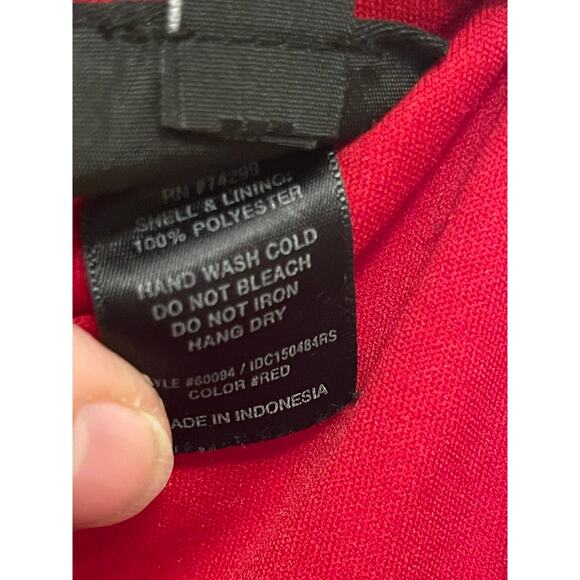 RN #74299
SHELL & LINING:
100% POLYESTER
HAND WASH COLD
DO NOT BLEACH
DO NOT IRON
HANG DRY
YLE #60094 / IDC150464RS
COLOR #RED
ADE IN INDONESIA